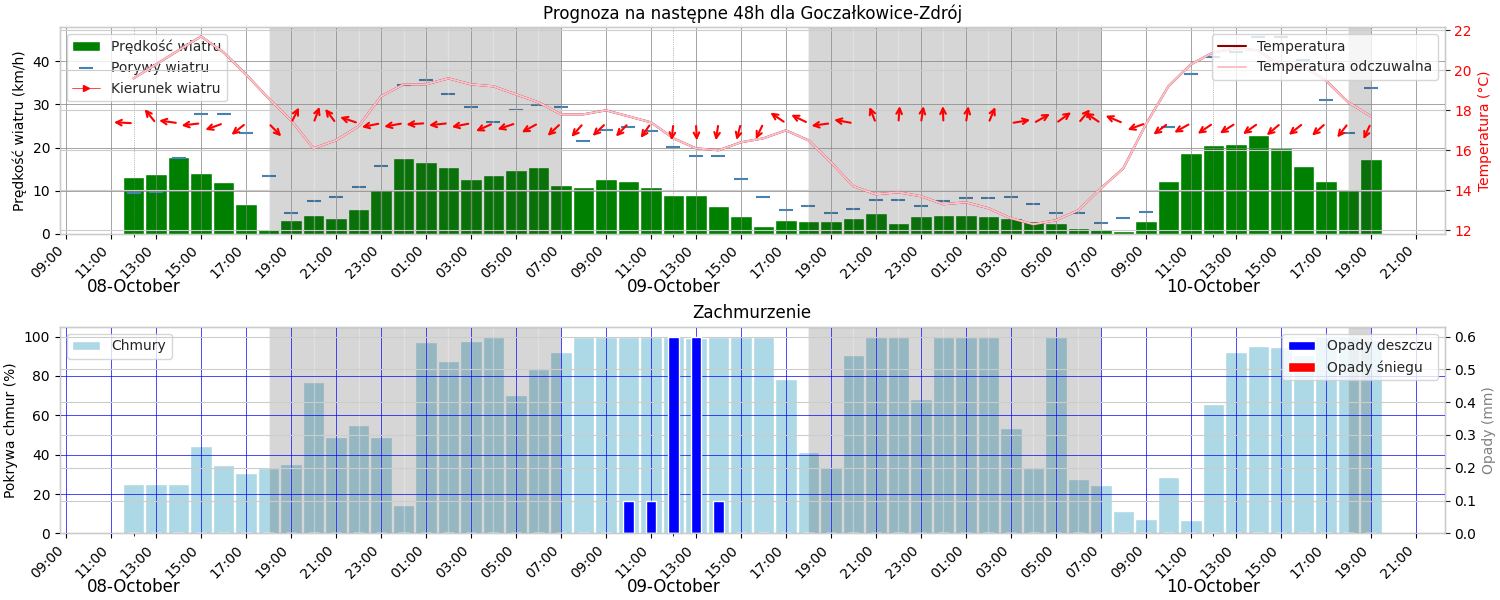 Prognoza na następne 48h dla Goczałkowice-Zdrój
Prędkość wiatru (km/h)
Prędkość wiatru
Porywy wiatru
Kierunek wiatru
Temperatura
Temperatura odczuwalna
Temperatura (°C)
40
30
20
10
0
22
20
18
16
14
12
09:00 11:00 13:00 15:00 17:00 19:00 21:00 23:00 01:00 03:00 05:00 07:00 09:00 11:00 13:00 15:00 17:00 19:00 21:00 23:00 01:00 03:00 05:00 07:00 09:00 11:00 13:00 15:00 17:00 19:00 21:00
08-October 09-October 10-October
Zachmurzenie
Pokrywa chmur (%)
Chmury
Opady deszczu
Opady śniegu
Opady (mm)
100
80
60
40
20
0
0.6
0.5
0.4
0.3
0.2
0.1
0.0
09:00 11:00 13:00 15:00 17:00 19:00 21:00 23:00 01:00 03:00 05:00 07:00 09:00 11:00 13:00 15:00 17:00 19:00 21:00 23:00 01:00 03:00 05:00 07:00 09:00 11:00 13:00 15:00 17:00 19:00 21:00
08-October 09-October 10-October